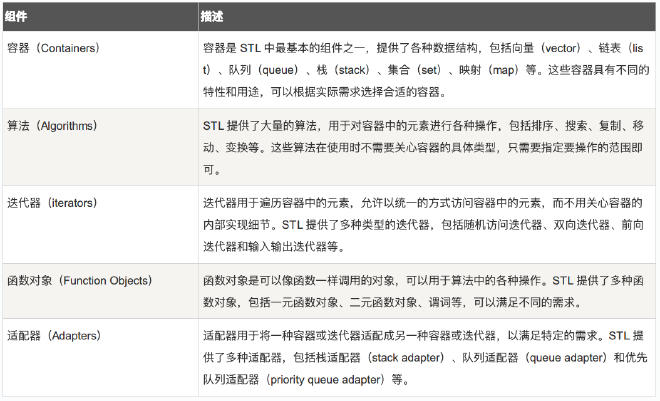 组件 描述
容器（Containers） 容器是 STL 中最基本的组件之一，提供了各种数据结构，包括向量（vector）、链表（lis
t）、队列（queue）、栈（stack）、集合（set）、映射（map）等。这些容器具有不同的
特性和用途，可以根据实际需求选择合适的容器。
算法（Algorithms） STL 提供了大量的算法，用于对容器中的元素进行各种操作，包括排序、搜索、复制、移
动、变换等。这些算法在使用时不需要关心容器的具体类型，只需要指定要操作的范围即
可。
迭代器（iterators） 迭代器用于遍历容器中的元素，允许以统一的方式访问容器中的元素，而不用关心容器的
内部实现细节。STL 提供了多种类型的迭代器，包括随机访问迭代器、双向迭代器、前向
迭代器和输入输出迭代器等。
函数对象（Function Objects） 函数对象是可以像函数一样调用的对象，可以用于算法中的各种操作。STL 提供了多种函
数对象，包括一元函数对象、二元函数对象、谓词等，可以满足不同的需求。
适配器（Adapters） 适配器用于将一种容器或迭代器适配成另一种容器或迭代器，以满足特定的需求。STL 提
供了多种适配器，包括栈适配器（stack adapter）、队列适配器（queue adapter）和优先
队列适配器（priority queue adapter）等。